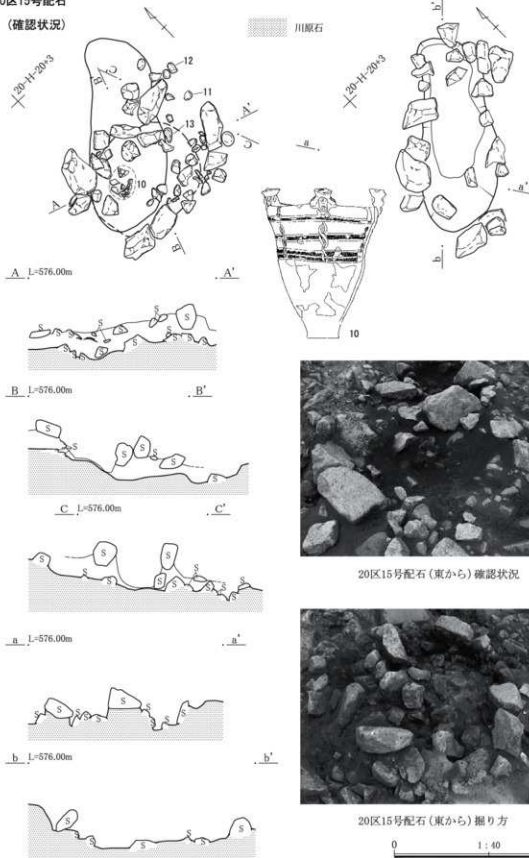 20区15号配石
(確認状況)
川原石
20-H-20+3
12
11
13
10
A
A'
B
B
C
C'
20-H-20+3
a
a'
b'
b
10
A L=576.00m A'
S S S S S S S S S S
B L=576.00m B'
S S S S S S S
C L=576.00m C'
S S S S S S S S S S
a L=576.00m a'
S S S S S S
b L=576.00m b'
S S S S S
20区15号配石(東から)確認状況
20区15号配石(東から)掘り方
0 1:40